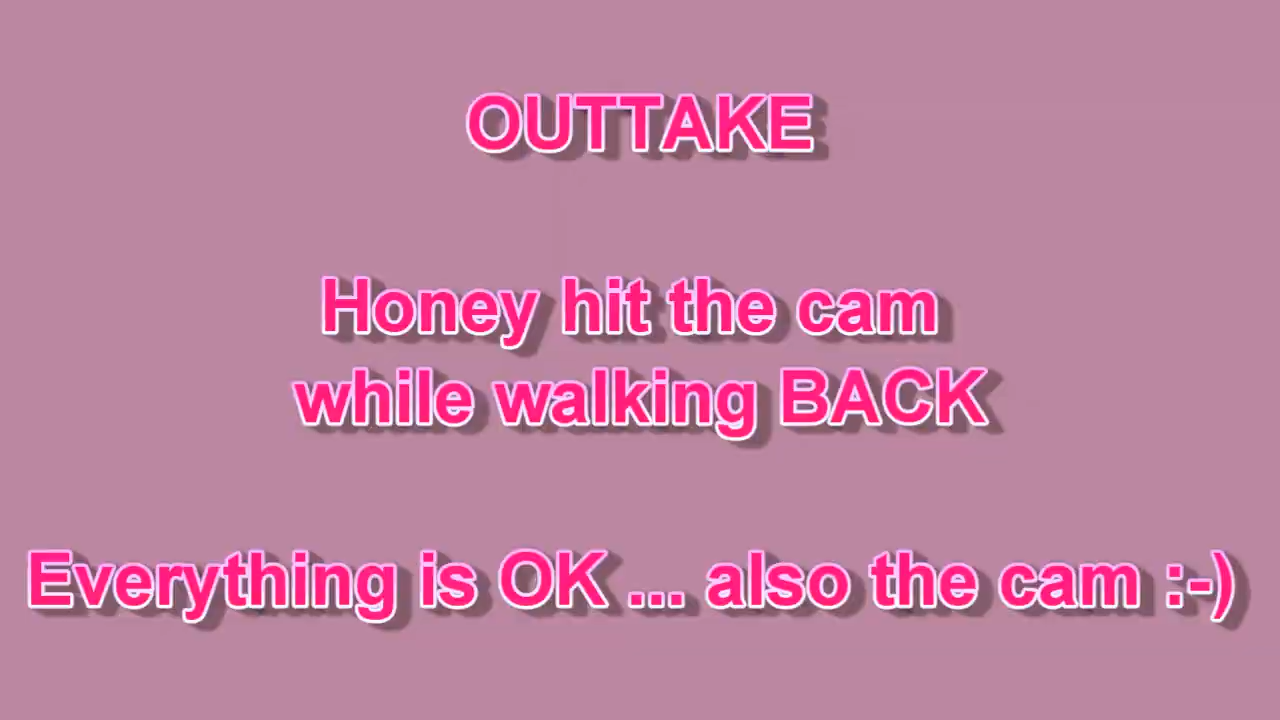 OUTTAKE
Honey hit the cam
while walking BACK
Everything is OK ... also the cam :-)